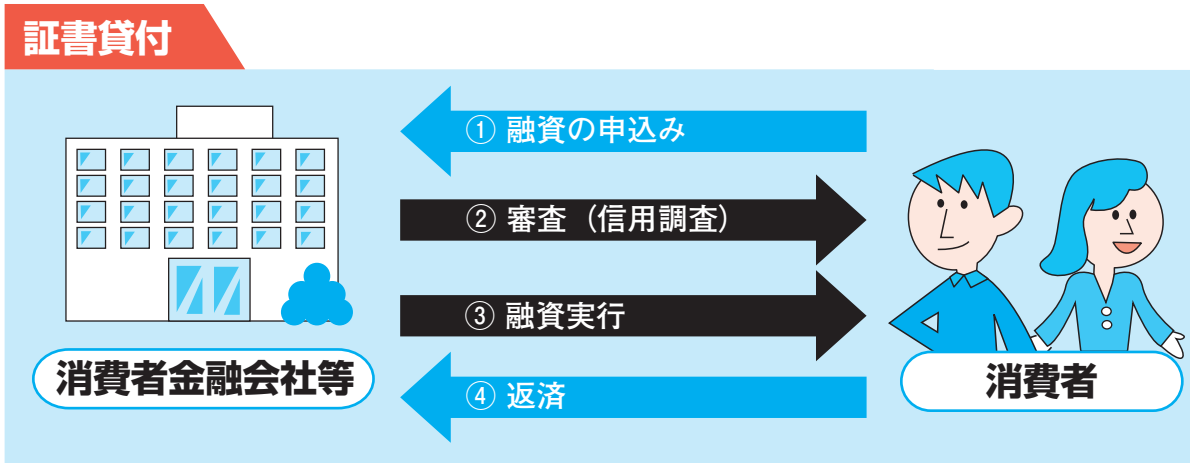 証書貸付
① 融資の申込み
② 審査（信用調査）
③ 融資実行
④ 返済
消費者金融会社等
消費者